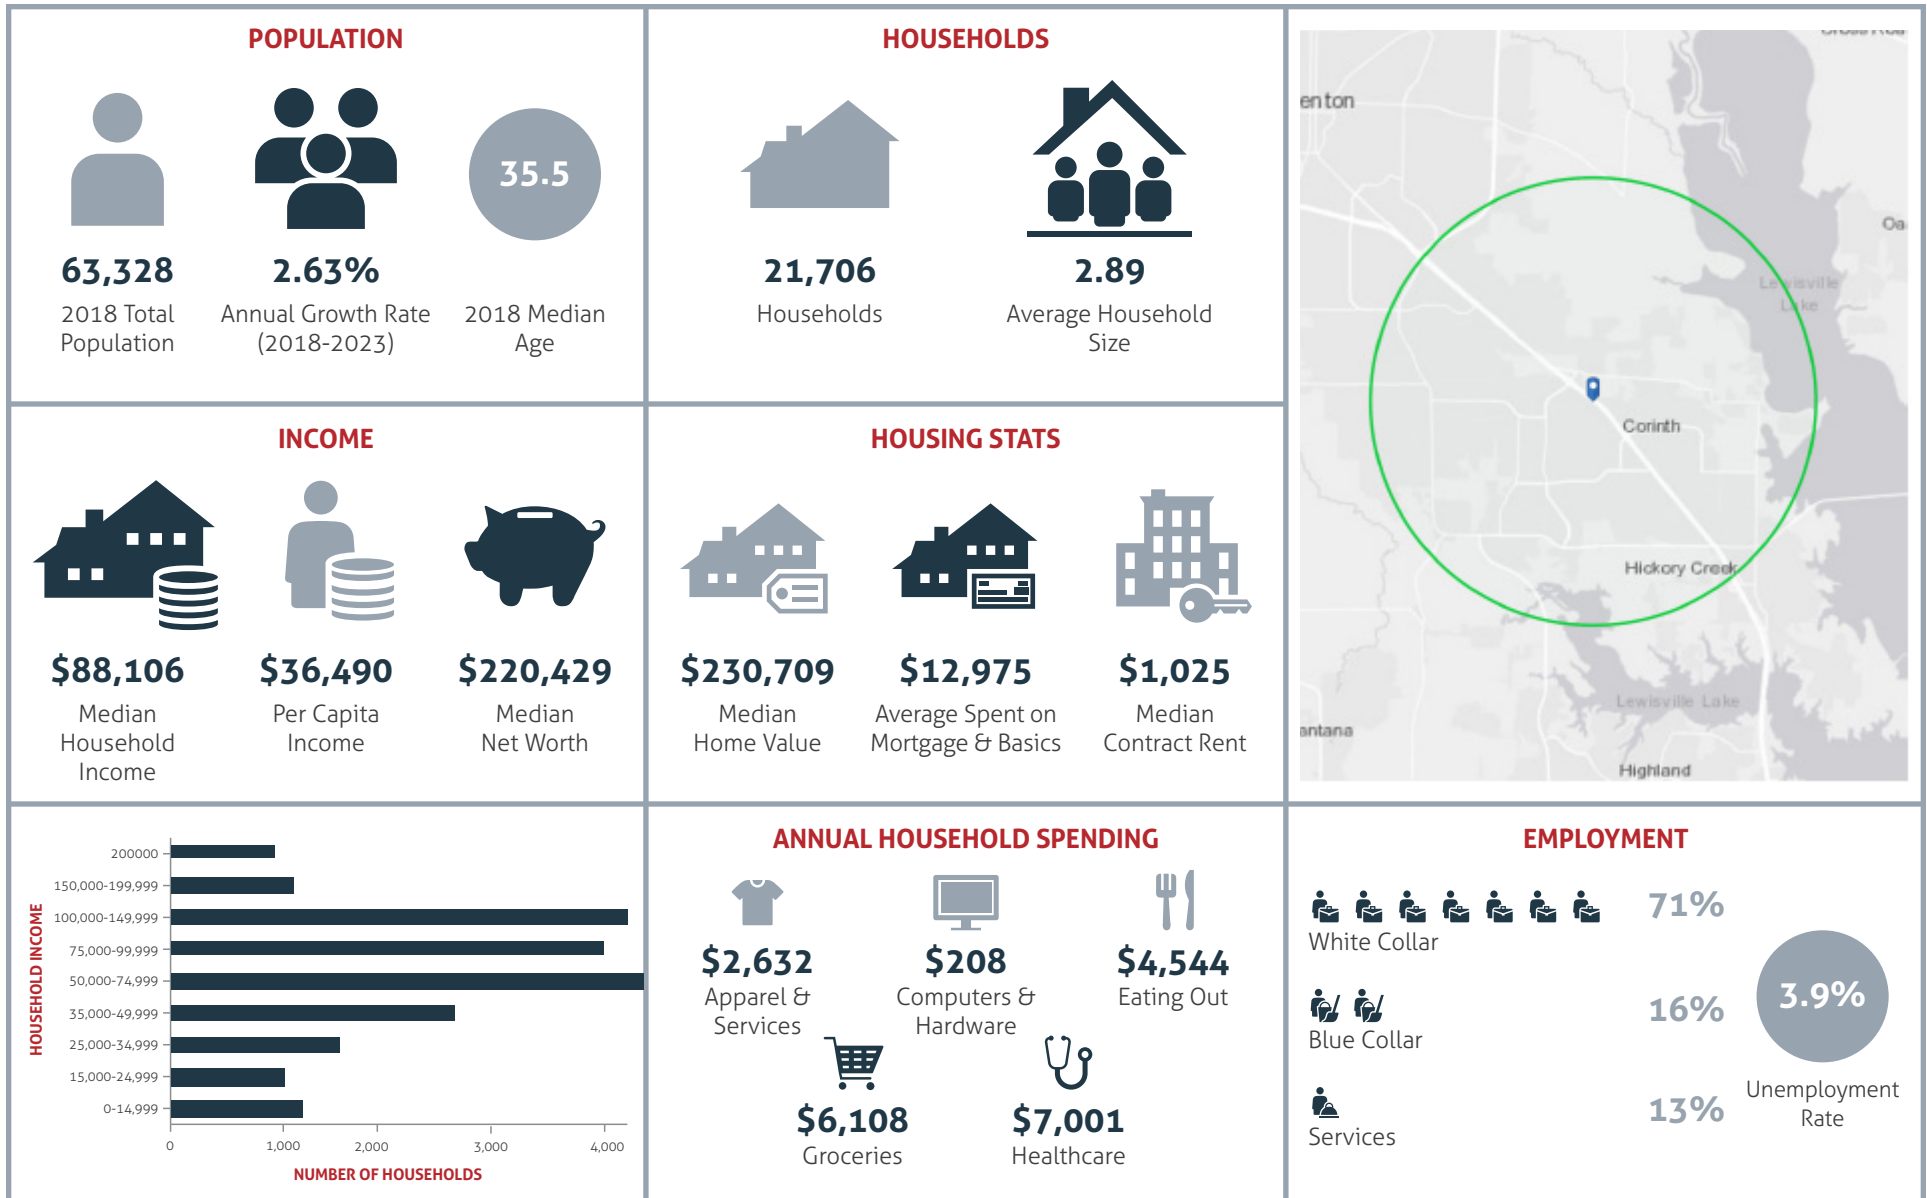 POPULATION
35.5
63,328
2018 Total
Population
2.63%
Annual Growth Rate
(2018-2023)
2018 Median
Age
HOUSEHOLDS
21,706
Households
2.89
Average Household
Size
enton
Oa
Lewisville
Lake
Corinth
Hickory Creek
Lewisville Lake
antana
Highland
INCOME
$88,106
Median
Household
Income
$36,490
Per Capita
Income
$220,429
Median
Net Worth
HOUSING STATS
$230,709
Median
Home Value
$12,975
Average Spent on
Mortgage & Basics
$1,025
Median
Contract Rent
HOUSEHOLD INCOME
200000
150,000-199,999
100,000-149,999
75,000-99,999
50,000-74,999
35,000-49,999
25,000-34,999
15,000-24,999
0-14,999
0 1,000 2,000 3,000 4,000
NUMBER OF HOUSEHOLDS
ANNUAL HOUSEHOLD SPENDING
$2,632
Apparel &
Services
$208
Computers &
Hardware
$4,544
Eating Out
$6,108
Groceries
$7,001
Healthcare
EMPLOYMENT
71%
White Collar
16%
Blue Collar
13%
Services
3.9%
Unemployment
Rate